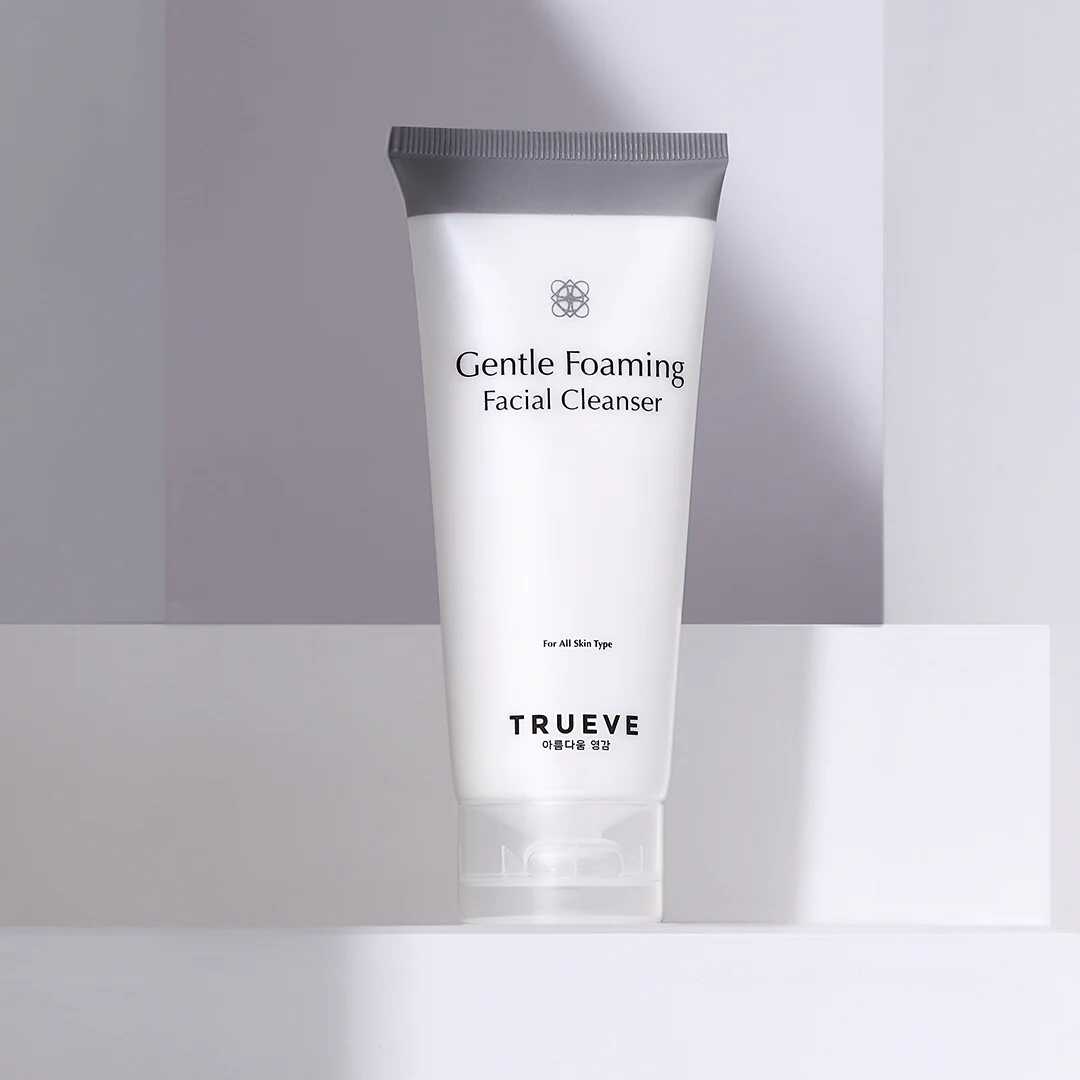 Gentle Foaming
Facial Cleanser
For All Skin Type
TRUEVE
아름다움 영감